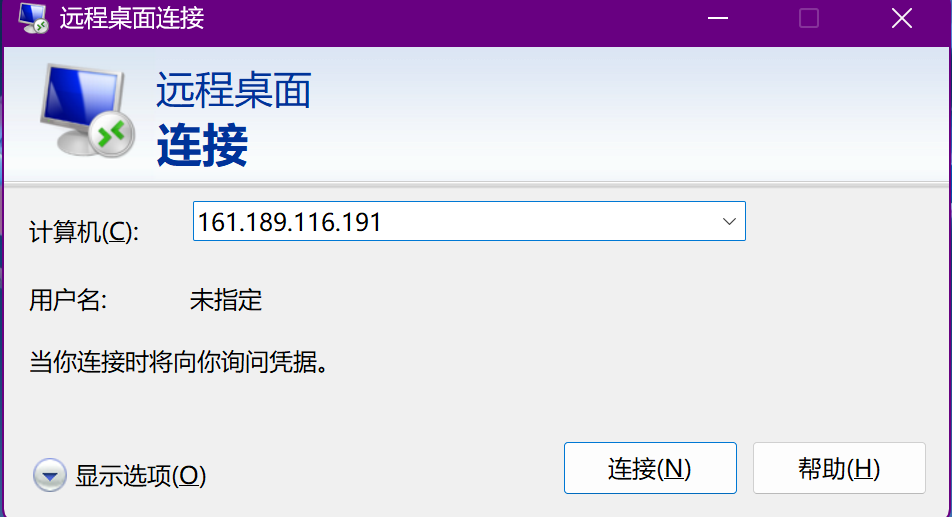 远程桌面连接
远程桌面
连接
计算机(C): 161.189.116.191
用户名: 未指定
当你连接时将向你询问凭据。
显示选项(O) 连接(N) 帮助(H)